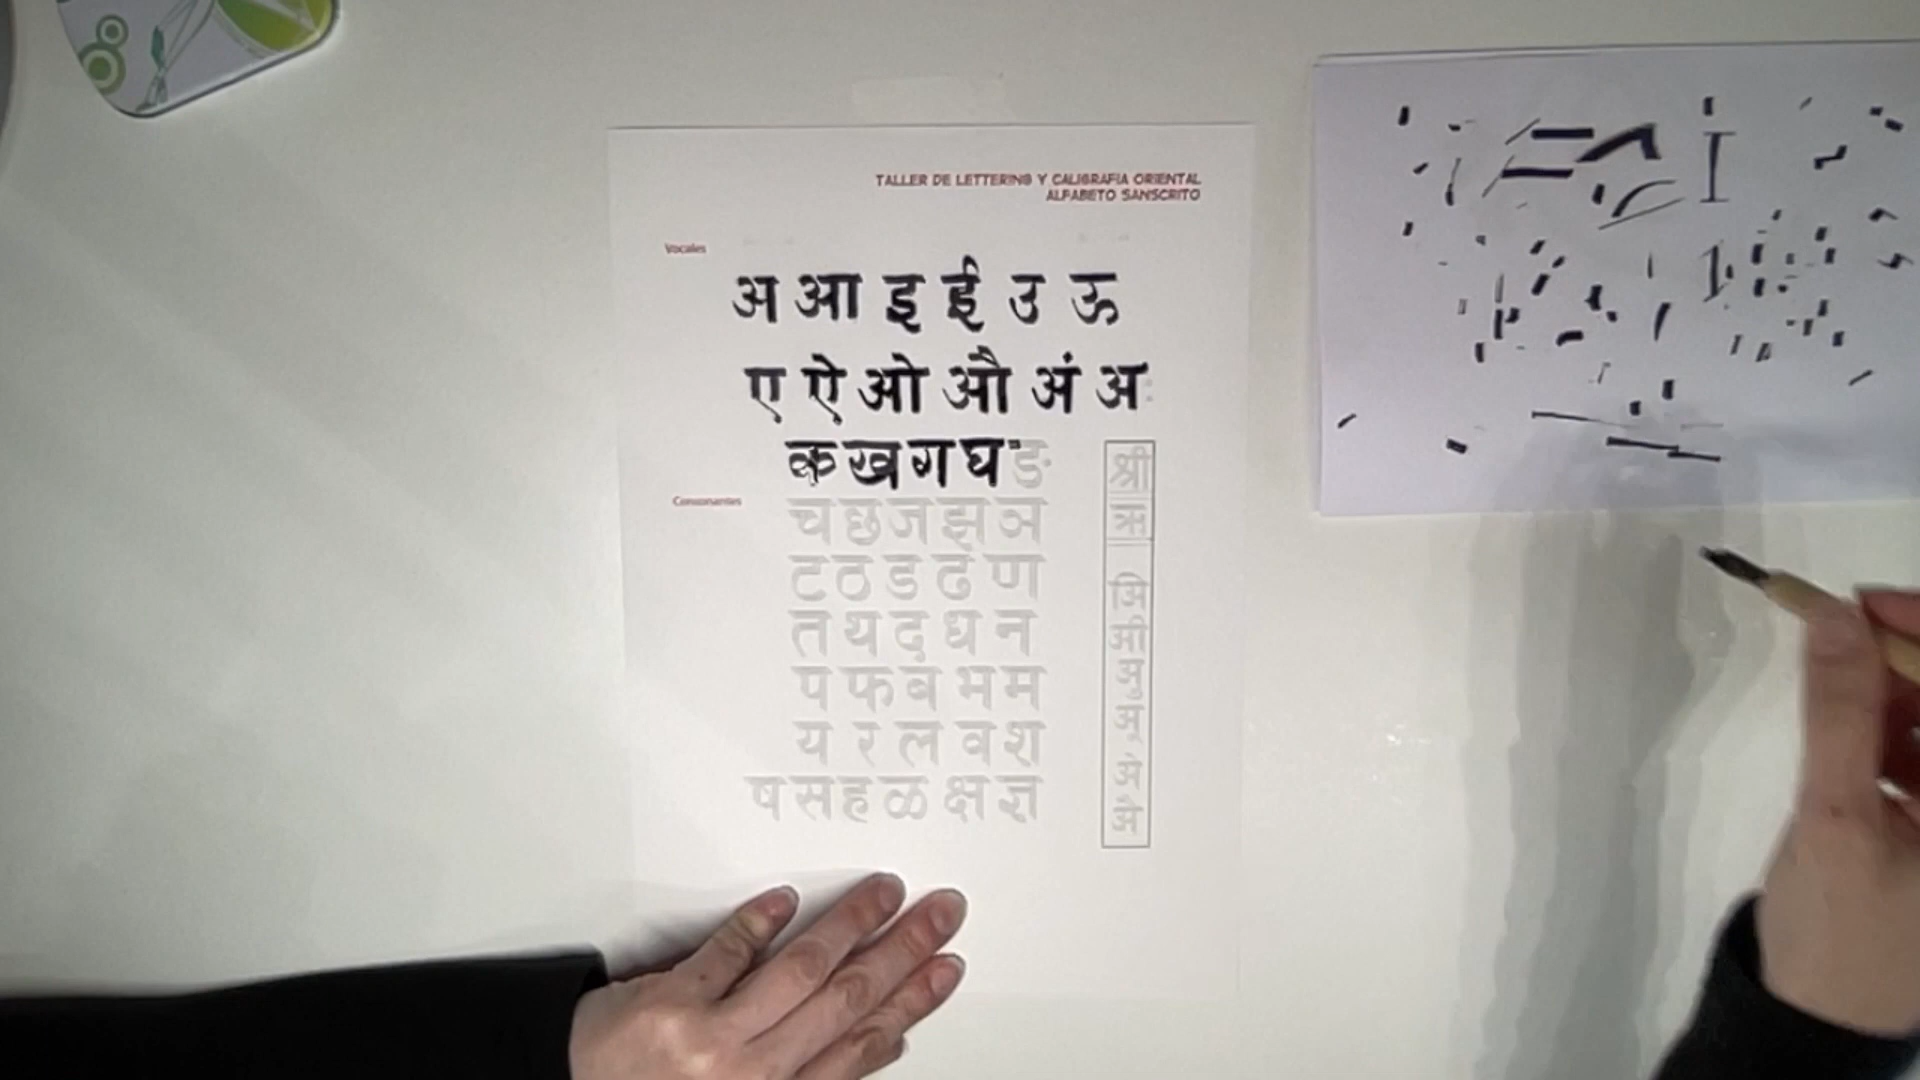 TALLER DE LETTERING Y CALIGRAFIA ORIENTAL
ALFABETO SANSCRITO
Vocales
अ आ इ ई उ ऊ
ए ऐ ओ औ अं अः
क ख ग घ ङ
Consonantes
च छ ज झ ञ
ट ठ ड ढ ण
त थ द ध न
प फ ब भ म
य र ल व श
ष स ह ळ क्ष ज्ञ
श्री
ऋ
अि
अी
अु
अू
अे
अै